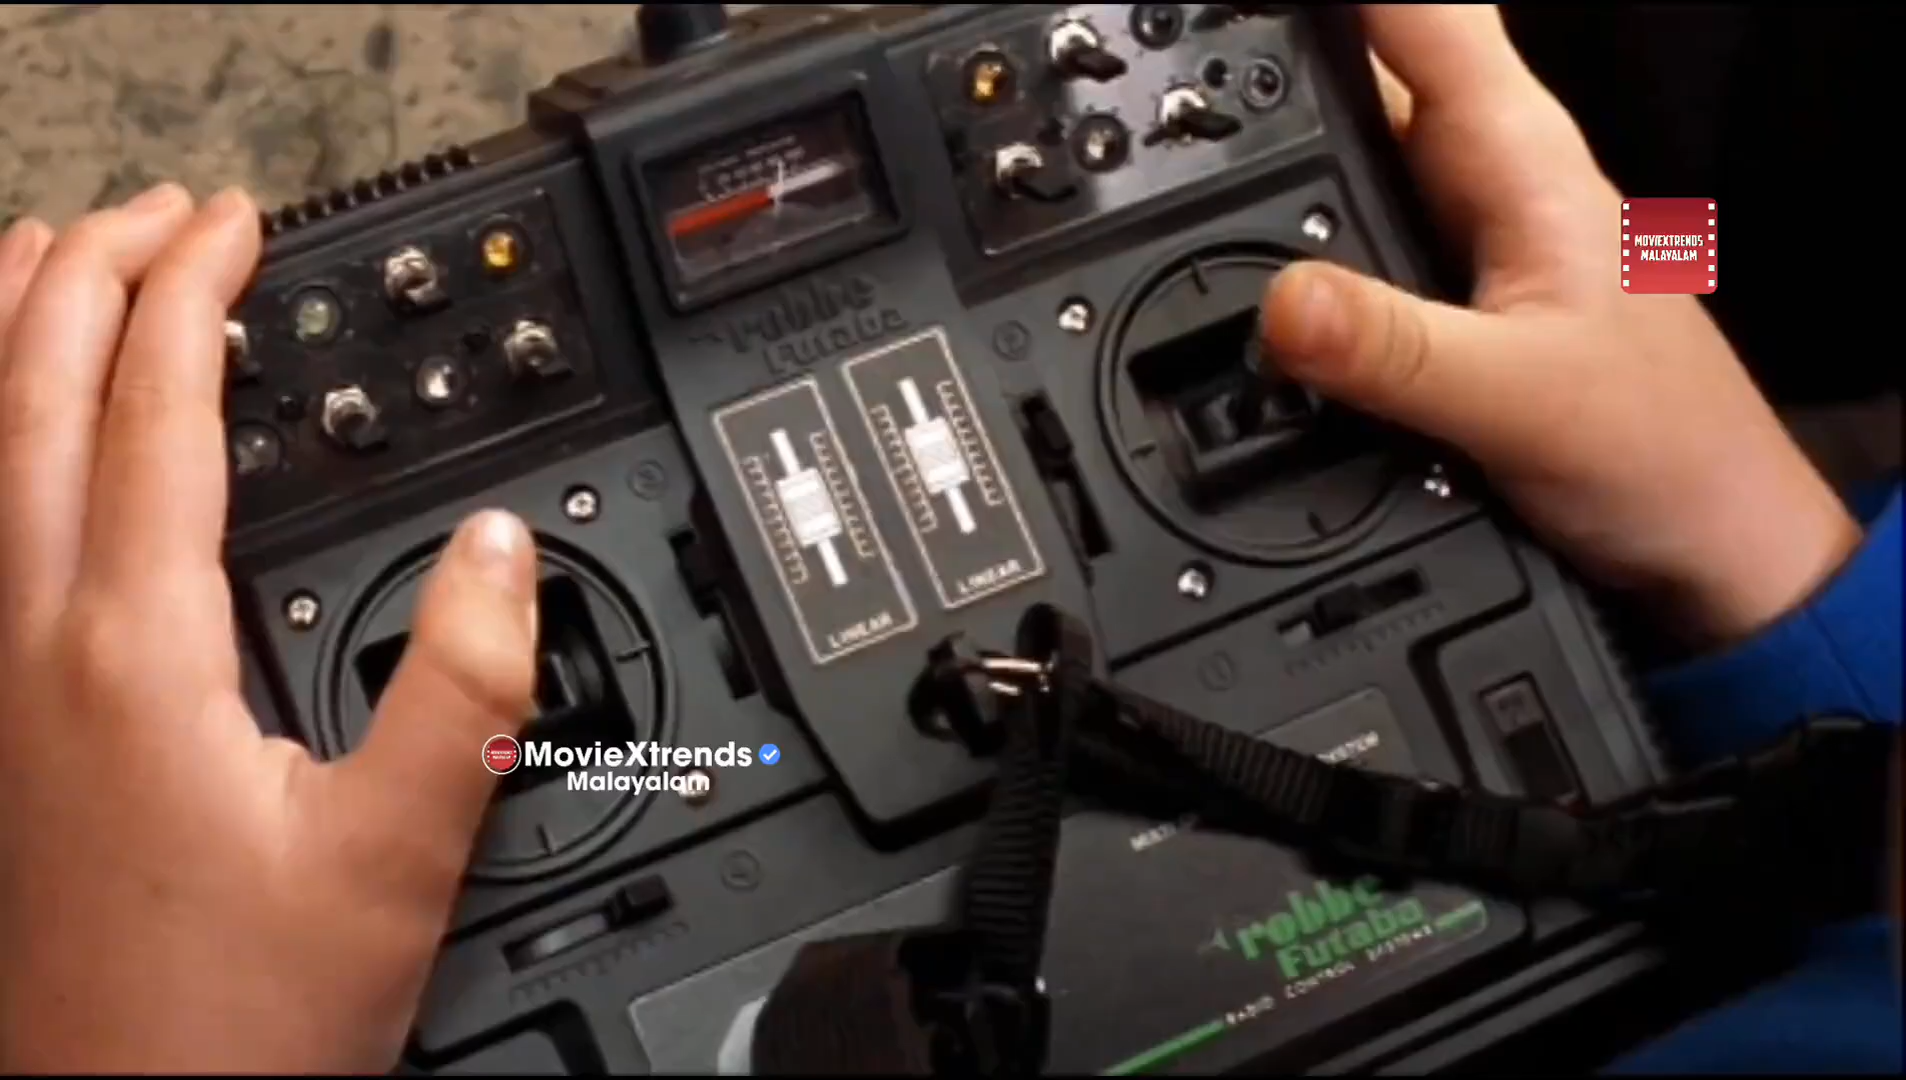 MOVIEXTRENDS
MALAYALAM
robbe
Futaba
LINEAR
LINEAR
MovieXtrends
Malayalam
robbe
Futaba
RADIO CONTROL SYSTEMS